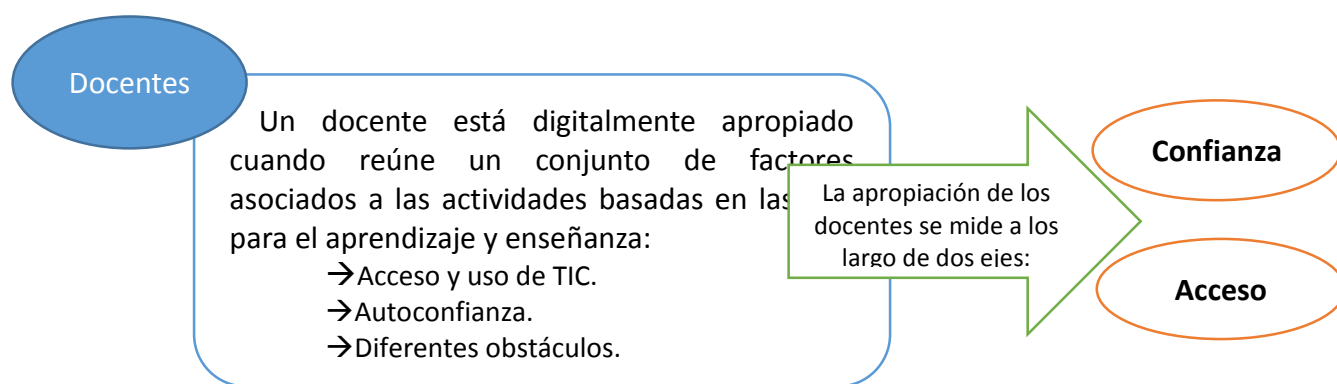 Docentes
Un docente está digitalmente apropiado
cuando reúne un conjunto de factores
asociados a las actividades basadas en las
para el aprendizaje y enseñanza:
→Acceso y uso de TIC.
→Autoconfianza.
→Diferentes obstáculos.
La apropiación de los
docentes se mide a los
largo de dos ejes:
Confianza
Acceso